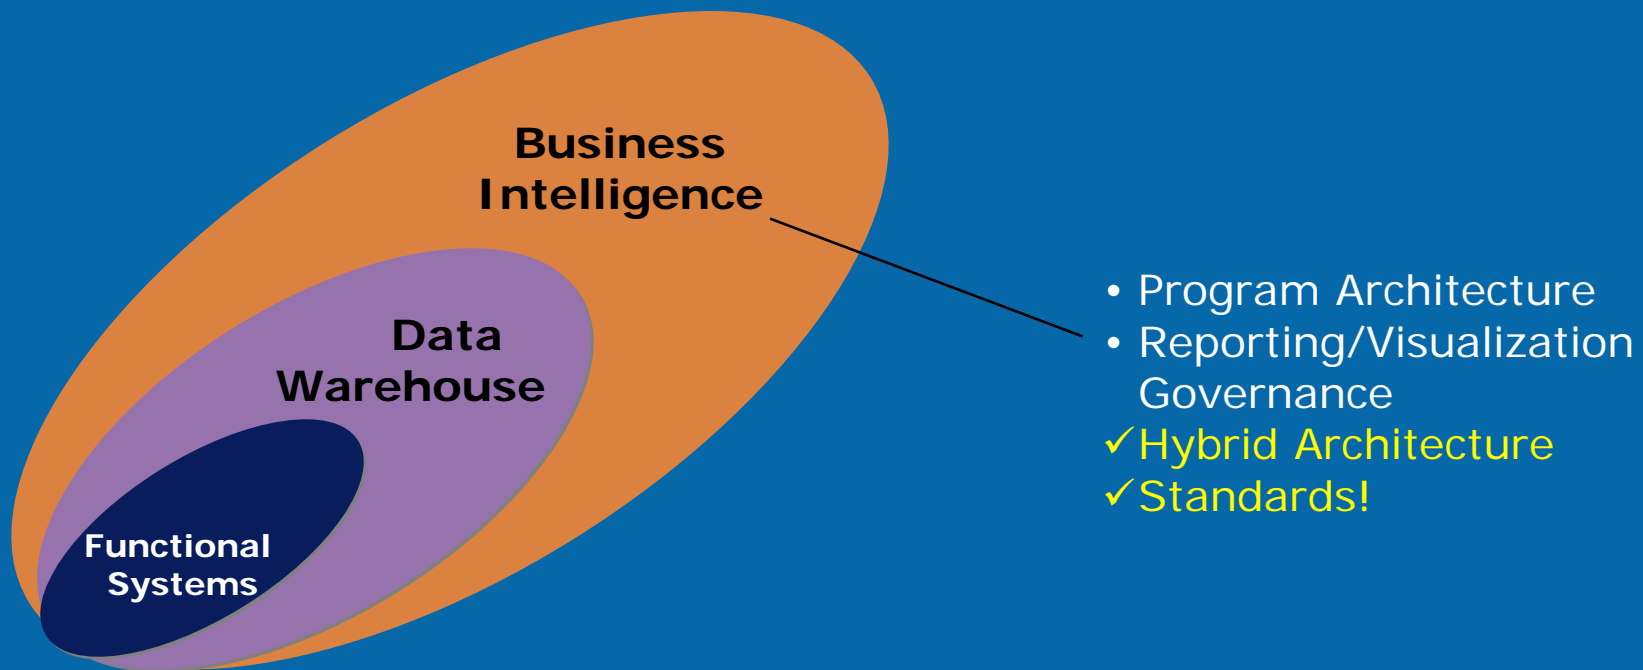 Business
Intelligence
Data
Warehouse
Functional
Systems
• Program Architecture
• Reporting/Visualization
Governance
✓Hybrid Architecture
✓Standards!